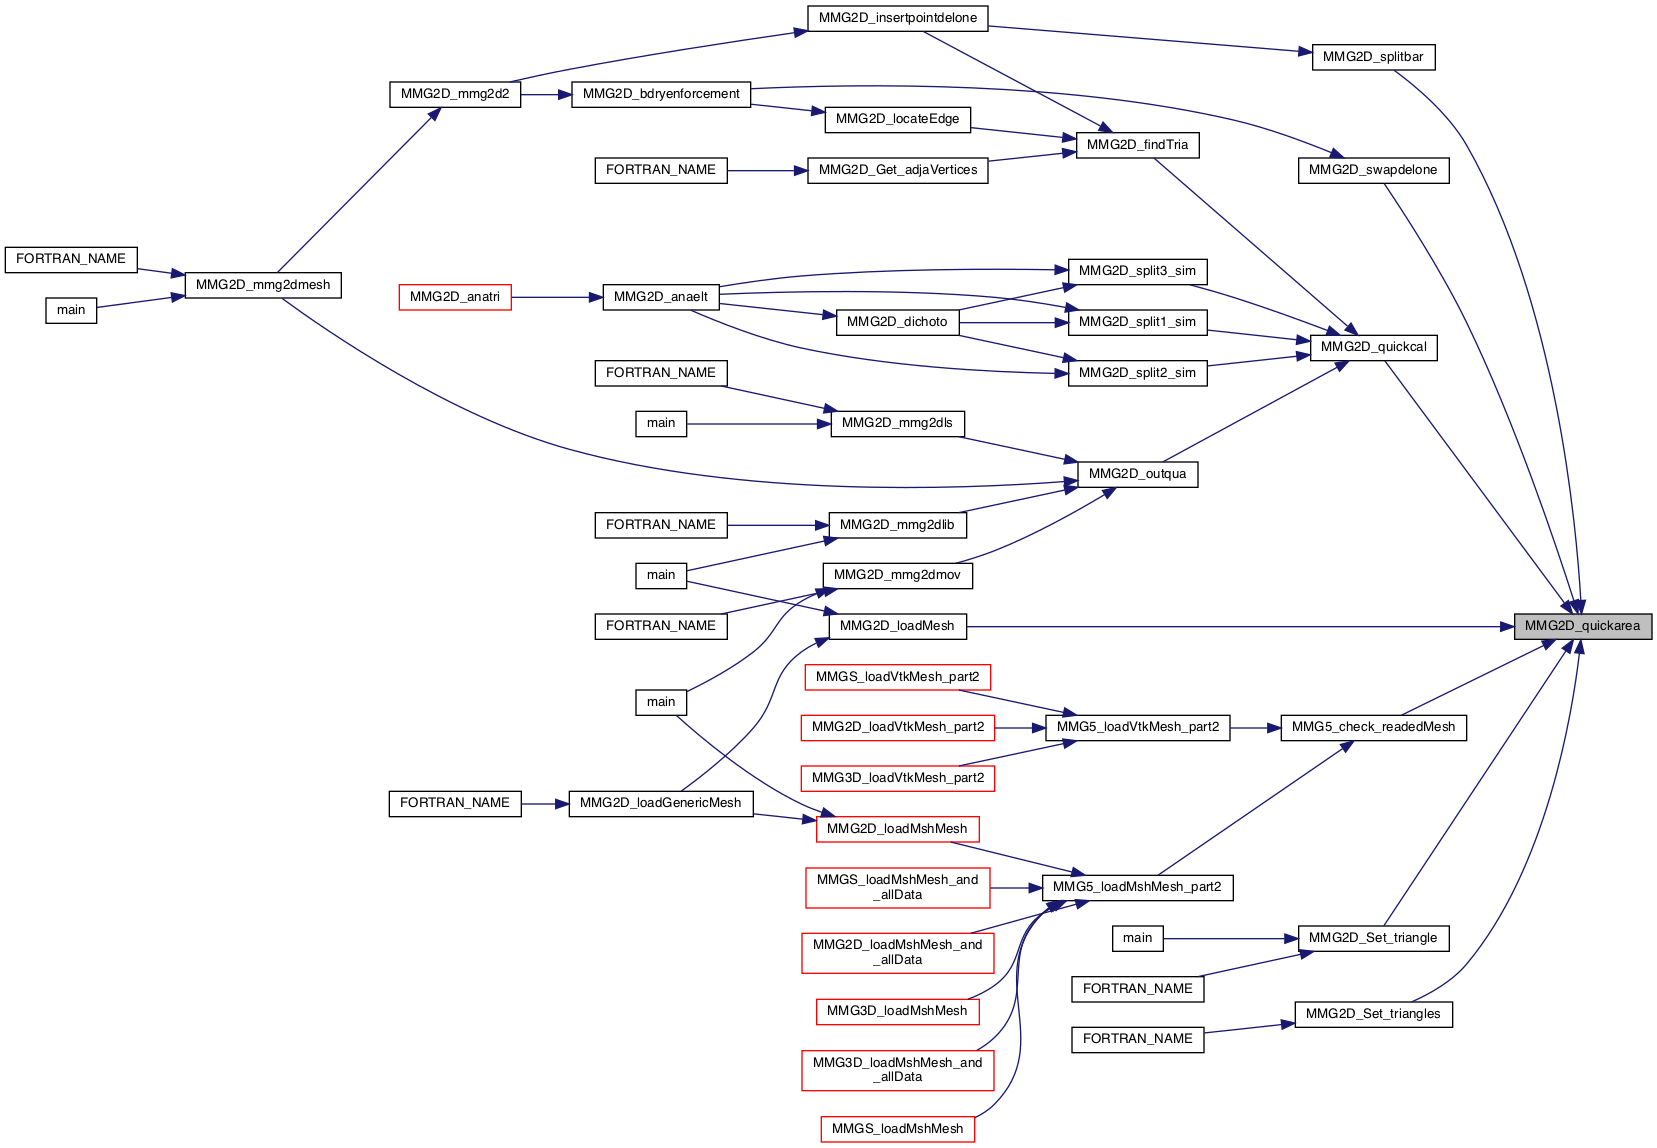 MMG2D_insertpointdelone
MMG2D_splitbar
MMG2D_mmg2d2
MMG2D_bdryenforcement
MMG2D_locateEdge
MMG2D_findTria
FORTRAN_NAME
MMG2D_Get_adjaVertices
MMG2D_swapdelone
FORTRAN_NAME
MMG2D_mmg2dmesh
main
MMG2D_anatri
MMG2D_anaelt
MMG2D_split3_sim
MMG2D_dichoto
MMG2D_split1_sim
MMG2D_quickcal
FORTRAN_NAME
MMG2D_split2_sim
main
MMG2D_mmg2dls
MMG2D_outqua
FORTRAN_NAME
MMG2D_mmg2dlib
main
MMG2D_mmg2dmov
FORTRAN_NAME
MMG2D_loadMesh
MMG2D_quickarea
MMGS_loadVtkMesh_part2
main
MMG2D_loadVtkMesh_part2
MMG5_loadVtkMesh_part2
MMG5_check_readedMesh
MMG3D_loadVtkMesh_part2
FORTRAN_NAME
MMG2D_loadGenericMesh
MMG2D_loadMshMesh
MMGS_loadMshMesh_and
_allData
MMG5_loadMshMesh_part2
MMG2D_loadMshMesh_and
_allData
main
MMG2D_Set_triangle
FORTRAN_NAME
MMG3D_loadMshMesh
MMG2D_Set_triangles
FORTRAN_NAME
MMG3D_loadMshMesh_and
_allData
MMGS_loadMshMesh